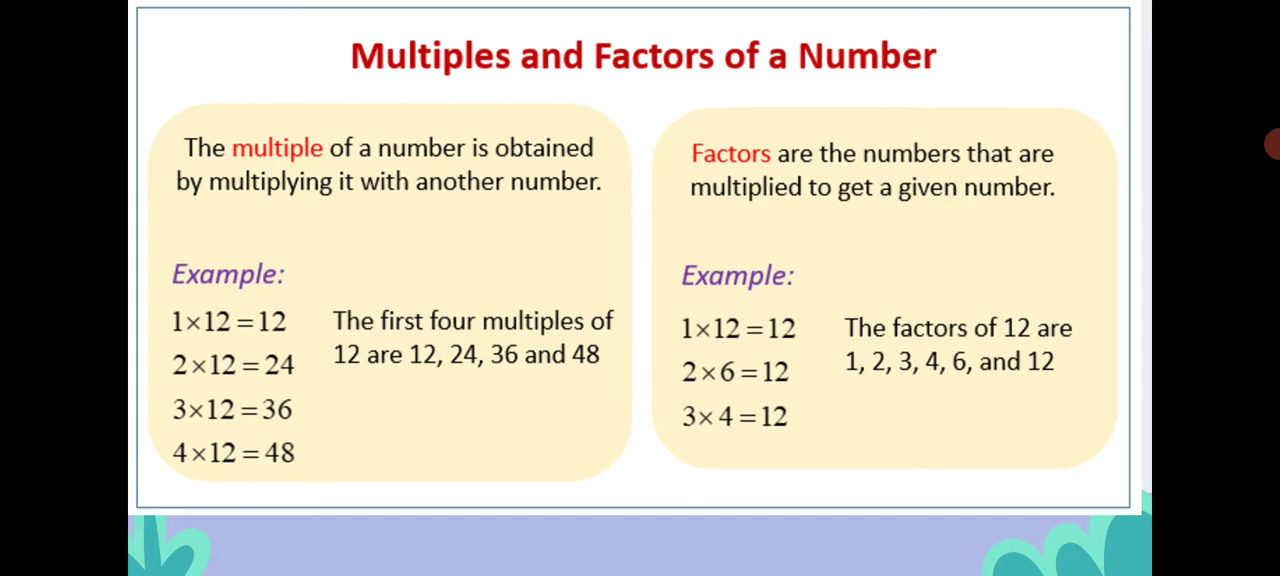 Multiples and Factors of a Number
The multiple of a number is obtained
by multiplying it with another number.
Example:
1×12=12
2×12=24
3×12=36
4×12=48
The first four multiples of
12 are 12, 24, 36 and 48
Factors are the numbers that are
multiplied to get a given number.
Example:
1×12=12
2×6=12
3×4=12
The factors of 12 are
1, 2, 3, 4, 6, and 12